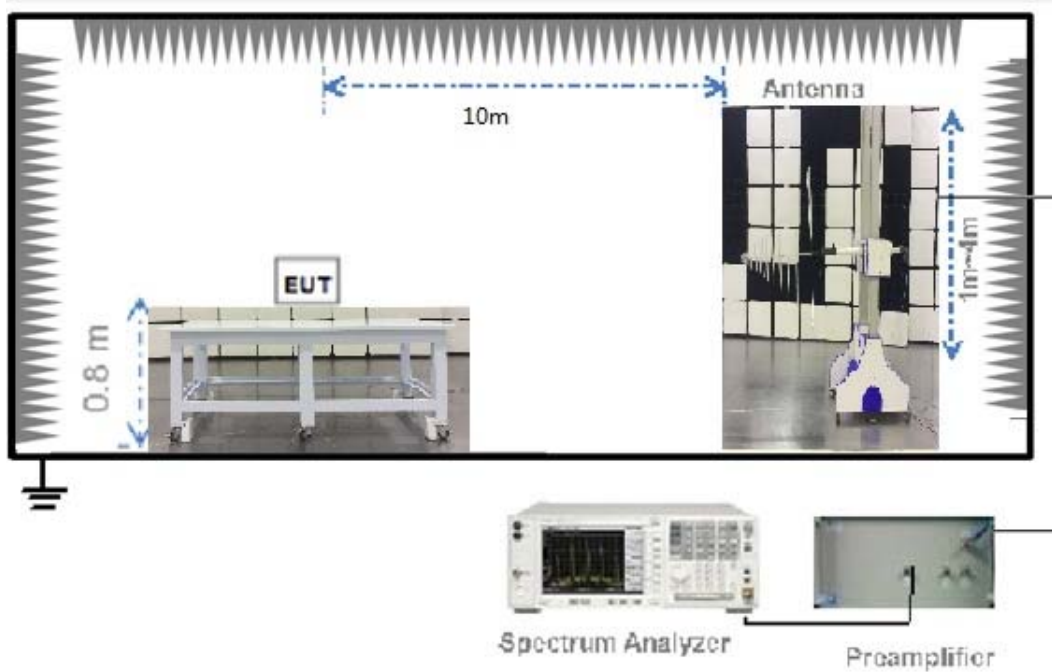 Antenna
10m
1m~4m
EUT
0.8 m
Spectrum Analyzer
Preamplifier